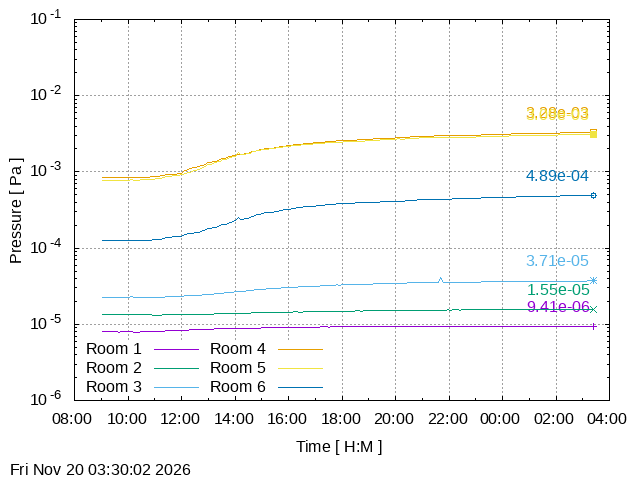 10^-1
10^-2
10^-3
10^-4
10^-5
10^-6
Pressure [ Pa ]
3.28e-03
4.89e-04
3.71e-05
1.55e-05
9.41e-06
Room 1 Room 4
Room 2 Room 5
Room 3 Room 6
08:00 10:00 12:00 14:00 16:00 18:00 20:00 22:00 00:00 02:00 04:00
Time [ H:M ]
Fri Nov 20 03:30:02 2026